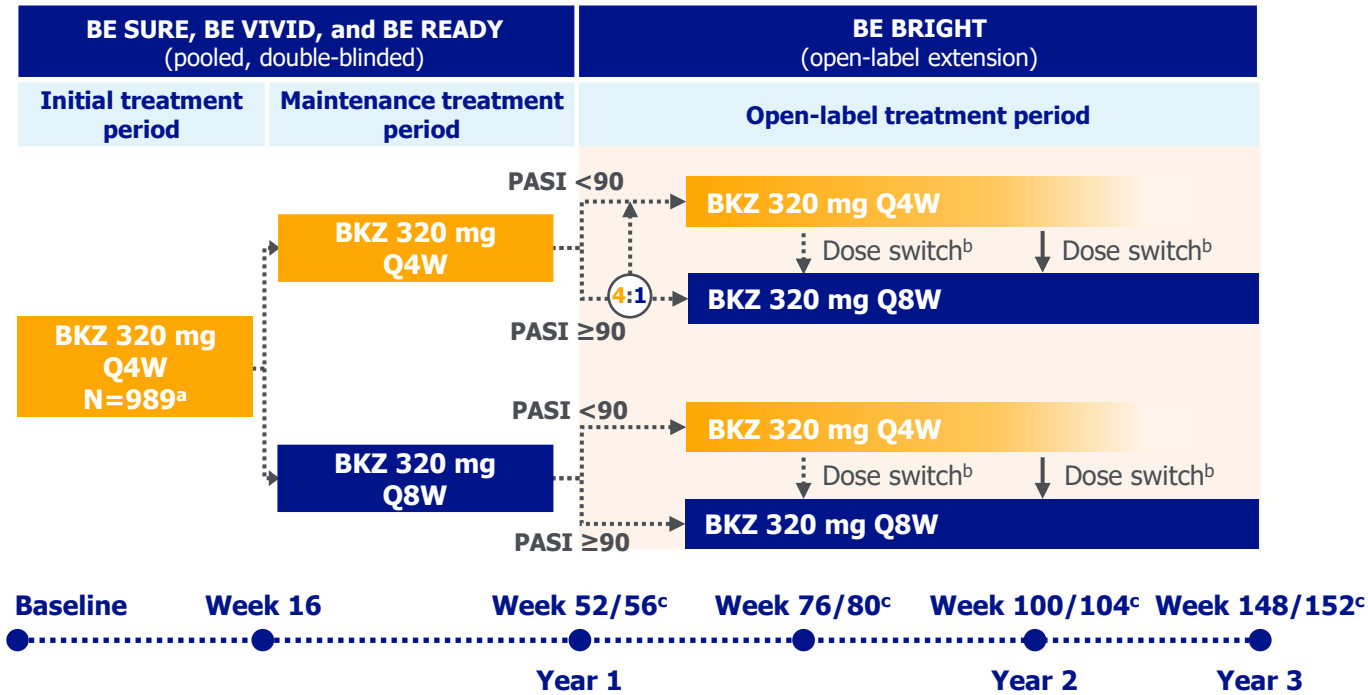 BE SURE, BE VIVID, and BE READY
(pooled, double-blinded)
BE BRIGHT
(open-label extension)
Initial treatment
period
Maintenance treatment
period
Open-label treatment period
PASI <90
BKZ 320 mg Q4W
BKZ 320 mg
Q4W
Dose switchᵇ
Dose switchᵇ
4:1
BKZ 320 mg Q8W
PASI ≥90
BKZ 320 mg
Q4W
N=989ᵃ
PASI <90
BKZ 320 mg Q4W
BKZ 320 mg
Q8W
Dose switchᵇ
Dose switchᵇ
BKZ 320 mg Q8W
PASI ≥90
Baseline
Week 16
Week 52/56ᶜ
Week 76/80ᶜ
Week 100/104ᶜ
Week 148/152ᶜ
Year 1
Year 2
Year 3